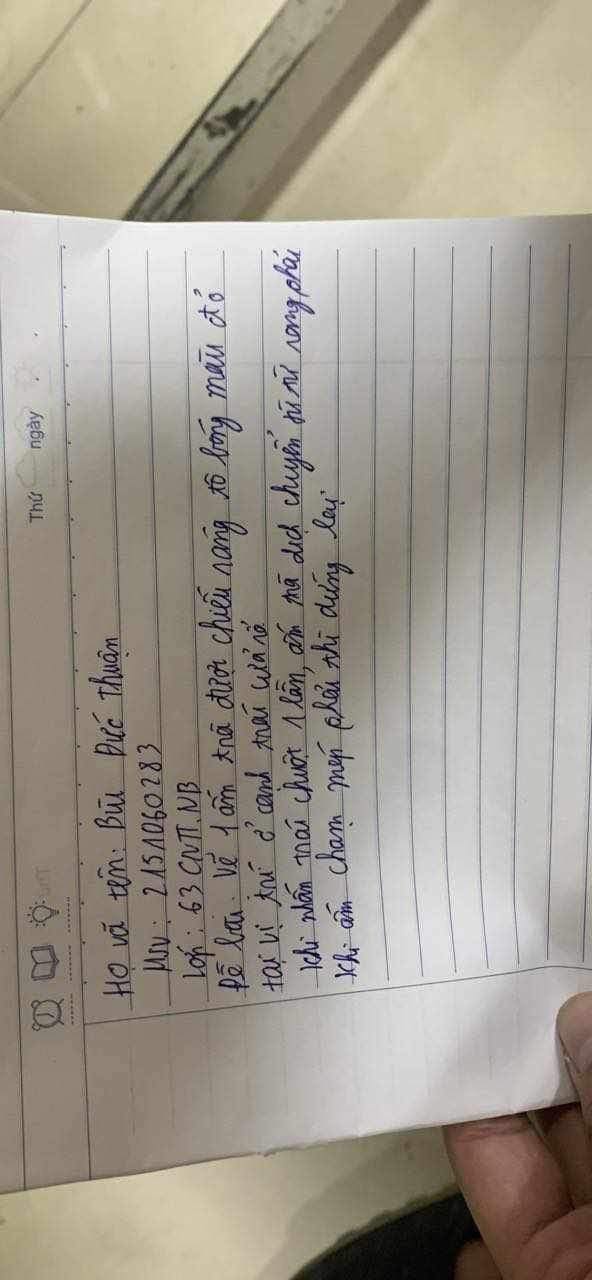 Thứ ngày
Họ và tên: Bùi Đức Thuận
Msv: 2151060283
Lớp: 63 CNTT.NB
Đề bài. Vẽ 1 ấm trà được chiếu sáng tô bóng màu đỏ
tại vị trí ở cạnh trái cửa sổ
Khi nhấn trái chuột 1 lần, ấm trà dịch chuyển từ từ sang phải
Khi ấm chạm mép phải thì dừng lại